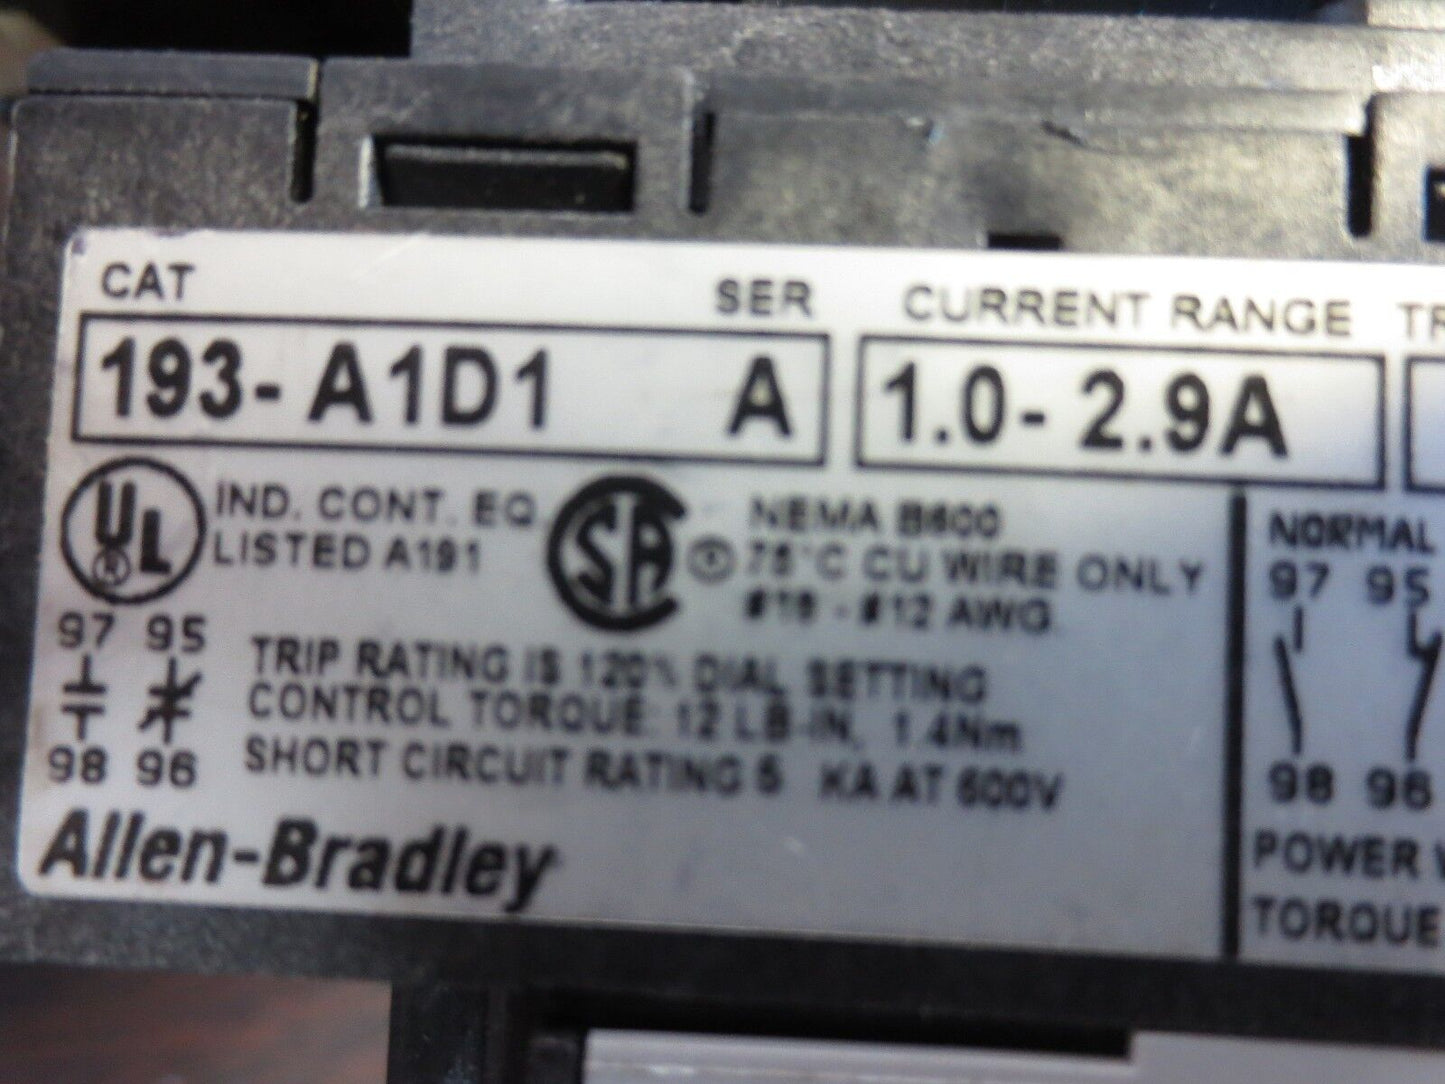 CAT SER CURRENT RANGE TR
193- A1D1 A 1.0- 2.9A
UL ® IND. CONT. EQ.
LISTED A191
SA NEMA B600
75°C CU WIRE ONLY
#18 - #12 AWG.
NORMAL
97 95
98 96
97 95
98 96
TRIP RATING IS 120% DIAL SETTING
CONTROL TORQUE: 12 LB-IN, 1.4Nm
SHORT CIRCUIT RATING 5 KA AT 600V
Allen-Bradley
POWER
TORQUE